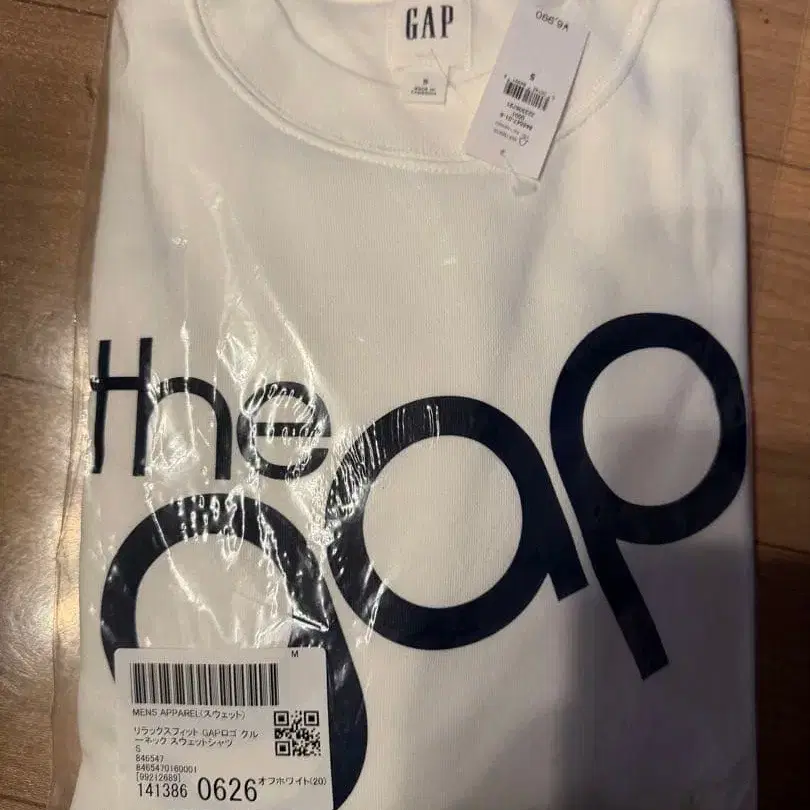 GAP
S
¥6,990
S
the
gap
M
MENS APPAREL(スウェット)
リラックスフィット GAPロゴ クル
ーネック スウェットシャツ
S
846547
8465470160001
[99212689]
141386 0626 オフホワイト(20)